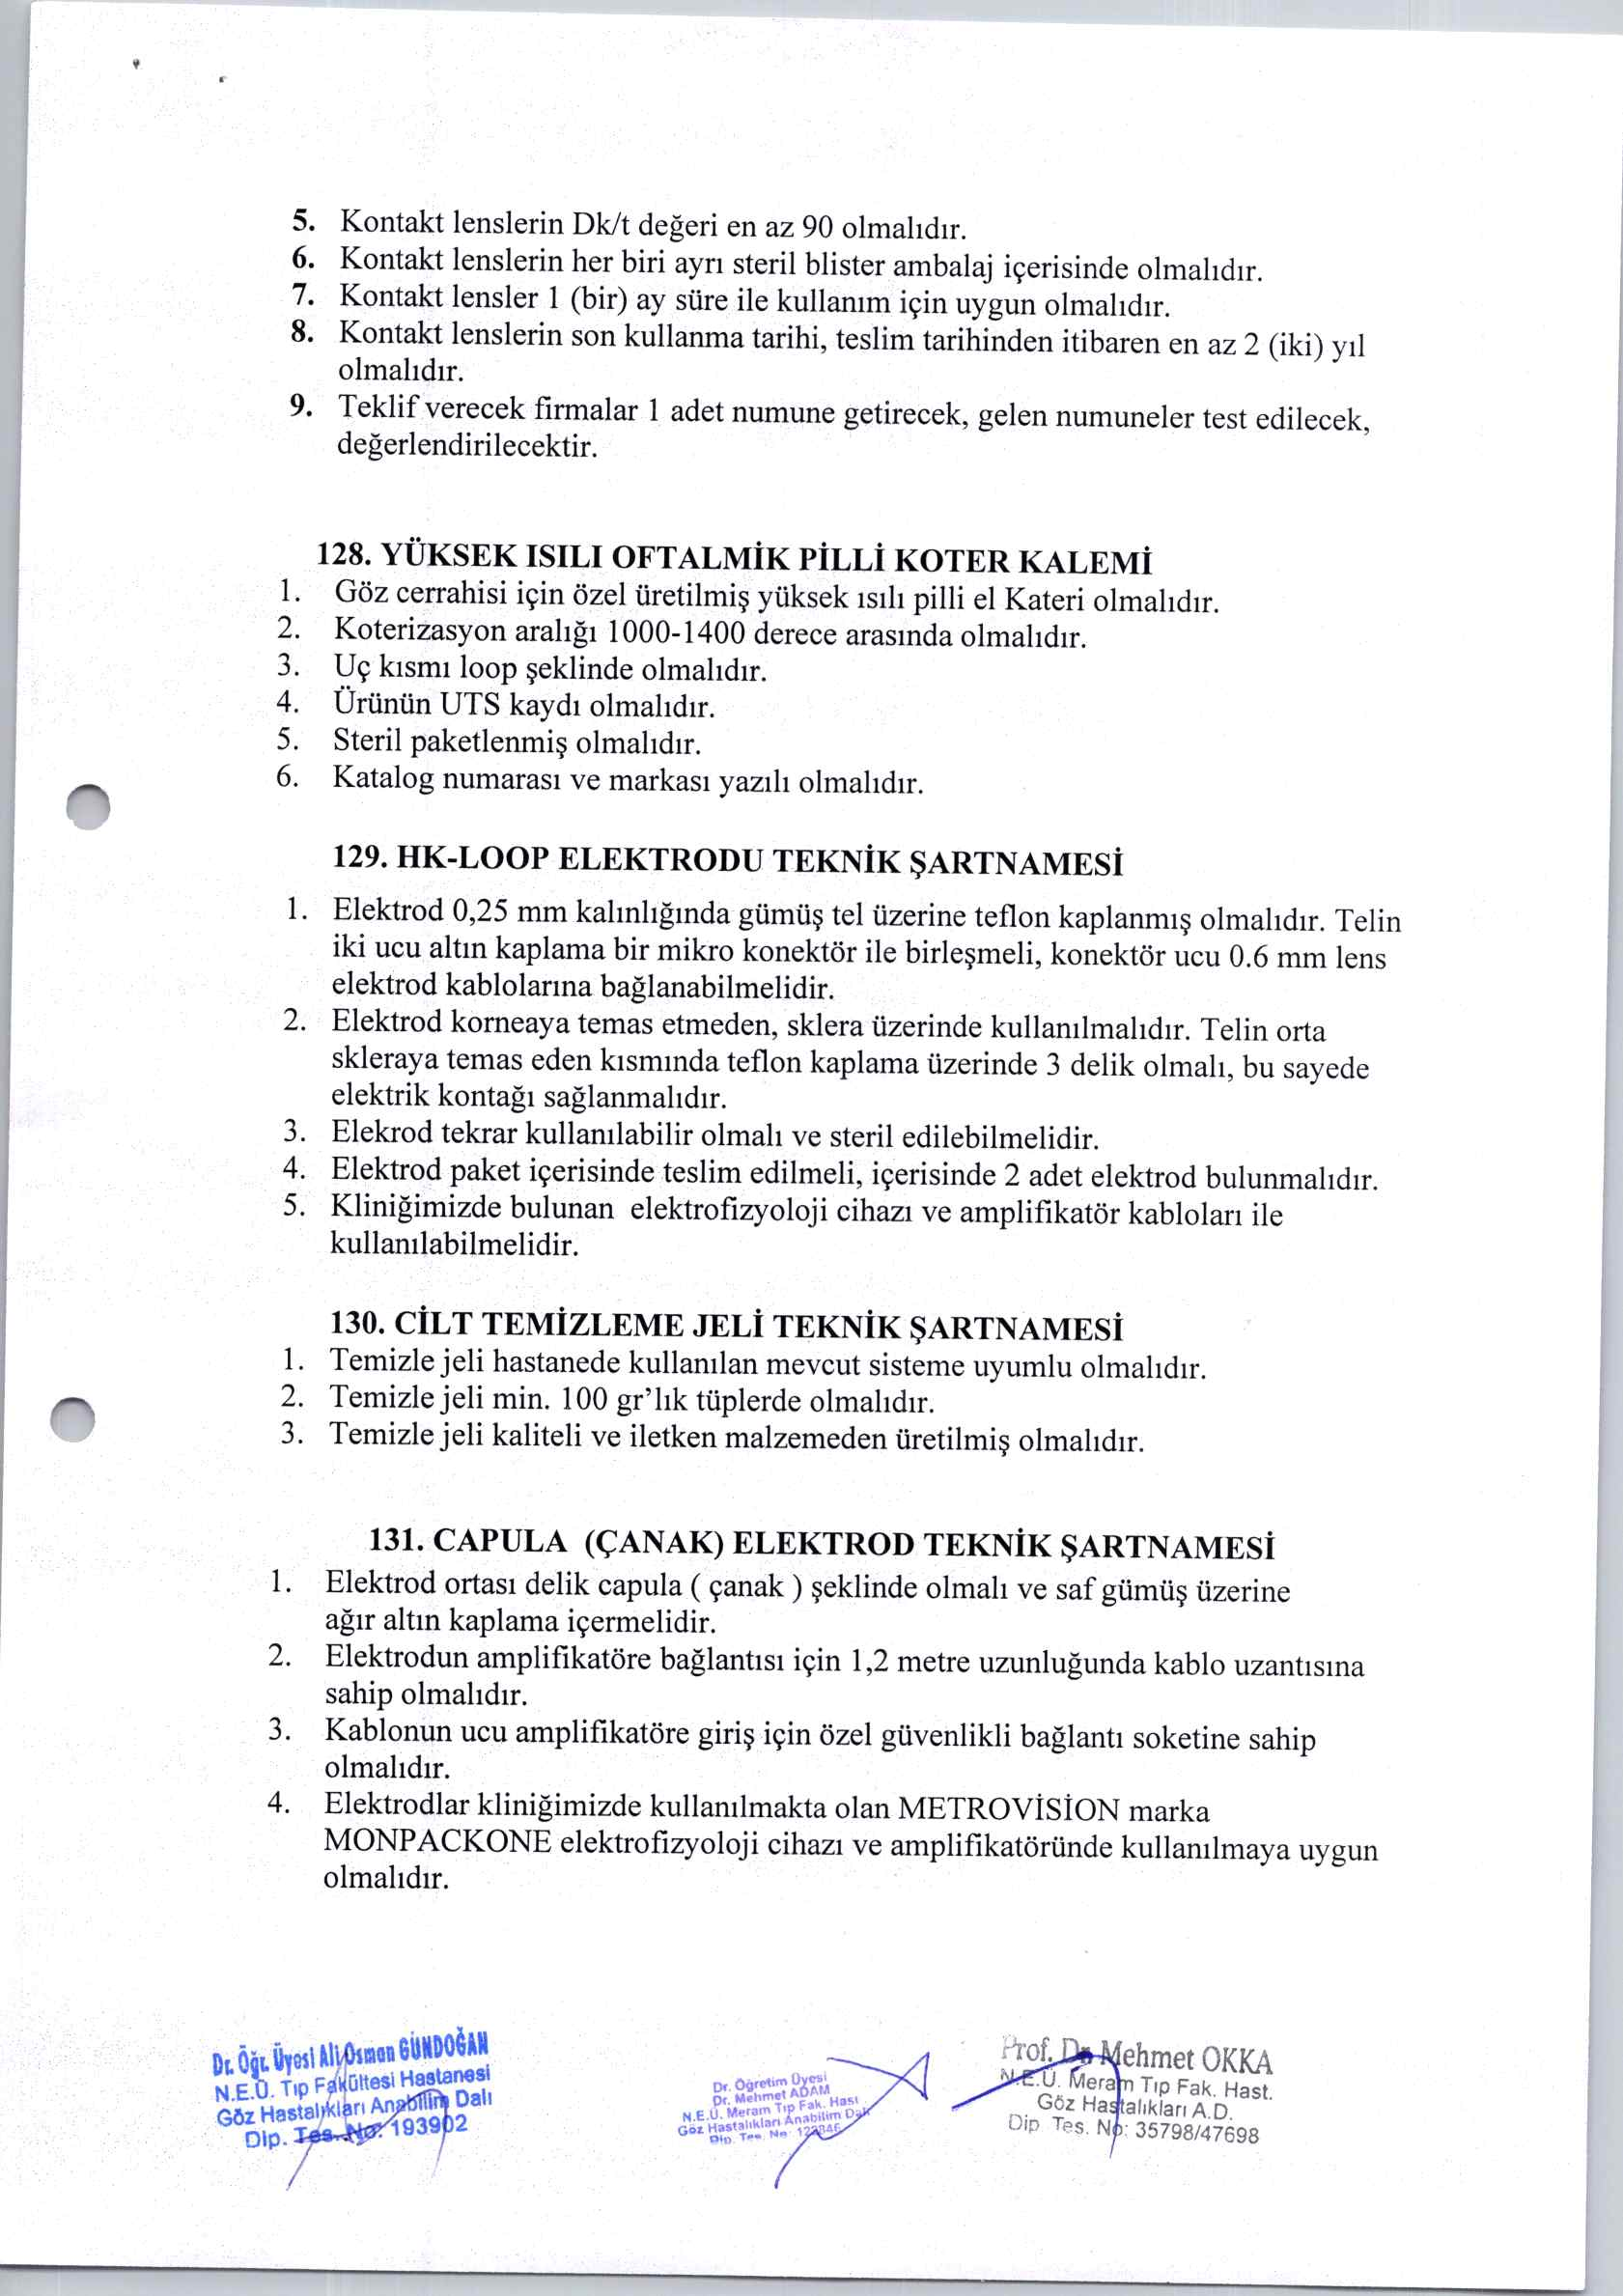 5. Kontakt lenslerin Dk/t değeri en az 90 olmalıdır.
6. Kontakt lenslerin her biri ayrı steril blister ambalaj içerisinde olmalıdır.
7. Kontakt lensler 1 (bir) ay süre ile kullanım için uygun olmalıdır.
8. Kontakt lenslerin son kullanma tarihi, teslim tarihinden itibaren en az 2 (iki) yıl
olmalıdır.
9. Teklif verecek firmalar 1 adet numune getirecek, gelen numuneler test edilecek,
değerlendirilecektir.
128. YÜKSEK ISILI OFTALMİK PİLLİ KOTER KALEMİ
1. Göz cerrahisi için özel üretilmiş yüksek ısılı pilli el Kateri olmalıdır.
2. Koterizasyon aralığı 1000-1400 derece arasında olmalıdır.
3. Uç kısmı loop şeklinde olmalıdır.
4. Ürünün UTS kaydı olmalıdır.
5. Steril paketlenmiş olmalıdır.
6. Katalog numarası ve markası yazılı olmalıdır.
129. HK-LOOP ELEKTRODU TEKNİK ŞARTNAMESİ
1. Elektrod 0,25 mm kalınlığında gümüş tel üzerine teflon kaplanmış olmalıdır. Telin
iki ucu altın kaplama bir mikro konektör ile birleşmeli, konektör ucu 0.6 mm lens
elektrod kablolarına bağlanabilmelidir.
2. Elektrod korneaya temas etmeden, sklera üzerinde kullanılmalıdır. Telin orta
skleraya temas eden kısmında teflon kaplama üzerinde 3 delik olmalı, bu sayede
elektrik kontağı sağlanmalıdır.
3. Elekrod tekrar kullanılabilir olmalı ve steril edilebilmelidir.
4. Elektrod paket içerisinde teslim edilmeli, içerisinde 2 adet elektrod bulunmalıdır.
5. Kliniğimizde bulunan elektrofizyoloji cihazı ve amplifikatör kabloları ile
kullanılabilmelidir.
130. CİLT TEMİZLEME JELİ TEKNİK ŞARTNAMESİ
1. Temizle jeli hastanede kullanılan mevcut sisteme uyumlu olmalıdır.
2. Temizle jeli min. 100 gr’lık tüplerde olmalıdır.
3. Temizle jeli kaliteli ve iletken malzemeden üretilmiş olmalıdır.
131. CAPULA (ÇANAK) ELEKTROD TEKNİK ŞARTNAMESİ
1. Elektrod ortası delik capula ( çanak ) şeklinde olmalı ve saf gümüş üzerine
ağır altın kaplama içermelidir.
2. Elektrodun amplifikatöre bağlantısı için 1,2 metre uzunluğunda kablo uzantısına
sahip olmalıdır.
3. Kablonun ucu amplifikatöre giriş için özel güvenlikli bağlantı soketine sahip
olmalıdır.
4. Elektrodlar kliniğimizde kullanılmakta olan METROVİSİON marka
MONPACKONE elektrofizyoloji cihazı ve amplifikatöründe kullanılmaya uygun
olmalıdır.
Dr. Öğr. Üyesi Ali Osman GÜNDOĞAN
N.E.Ü. Tıp Fakültesi Hastanesi
Göz Hastalıkları Anabilim Dalı
Dip. Tes. No: 193902
Dr. Öğretim Üyesi
Dr. Mehmet ADAM
N.E.Ü. Meram Tıp Fak. Hast
Göz Hastalıkları Anabilim Dalı
Dip. Tes. No:
Prof. Dr. Mehmet OKKA
N.E.Ü. Meram Tıp Fak. Hast.
Göz Hastalıkları A.D.
Dip Tes. No: 35798/47698